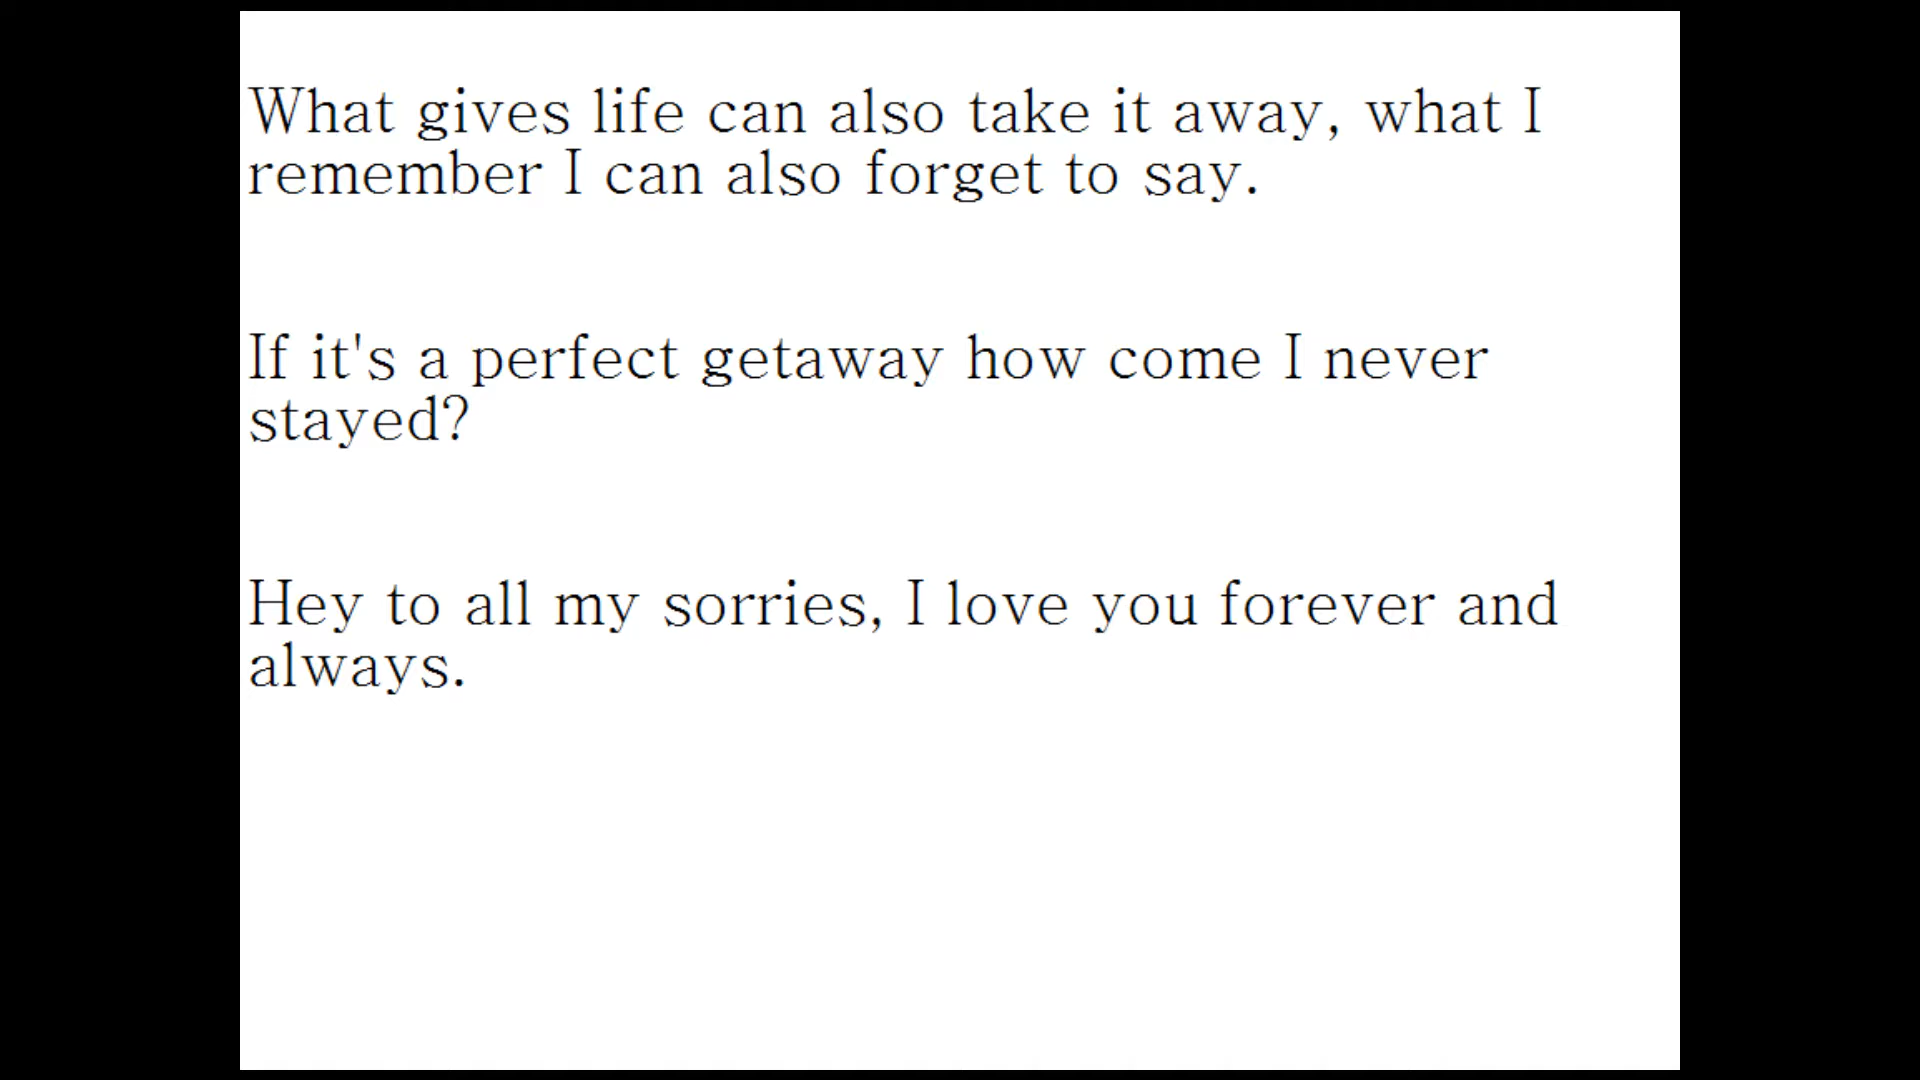 What gives life can also take it away, what I
remember I can also forget to say.
If it's a perfect getaway how come I never
stayed?
Hey to all my sorries, I love you forever and
always.